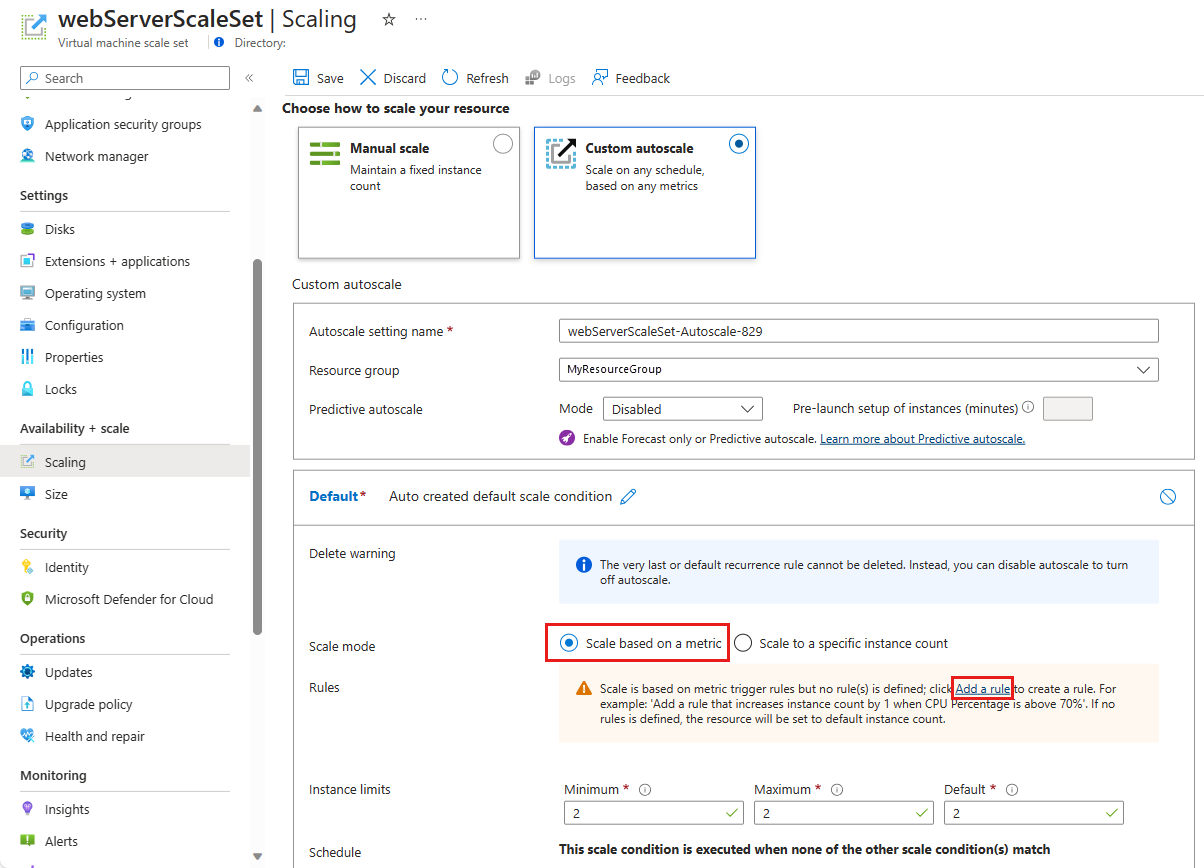 webServerScaleSet | Scaling ☆ ···
Virtual machine scale set Directory:
Search «
Application security groups
Network manager
Settings
Disks
Extensions + applications
Operating system
Configuration
Properties
Locks
Availability + scale
Scaling
Size
Security
Identity
Microsoft Defender for Cloud
Operations
Updates
Upgrade policy
Health and repair
Monitoring
Insights
Alerts
Save Discard Refresh Logs Feedback
Choose how to scale your resource
Manual scale
Maintain a fixed instance
count
Custom autoscale
Scale on any schedule,
based on any metrics
Custom autoscale
Autoscale setting name * webServerScaleSet-Autoscale-829
Resource group MyResourceGroup
Predictive autoscale Mode Disabled Pre-launch setup of instances (minutes)
Enable Forecast only or Predictive autoscale. Learn more about Predictive autoscale.
Default* Auto created default scale condition
Delete warning
The very last or default recurrence rule cannot be deleted. Instead, you can disable autoscale to turn
off autoscale.
Scale mode Scale based on a metric Scale to a specific instance count
Rules
Scale is based on metric trigger rules but no rule(s) is defined; click Add a rule to create a rule. For
example: 'Add a rule that increases instance count by 1 when CPU Percentage is above 70%'. If no
rules is defined, the resource will be set to default instance count.
Instance limits Minimum * Maximum * Default *
2 2 2
Schedule This scale condition is executed when none of the other scale condition(s) match